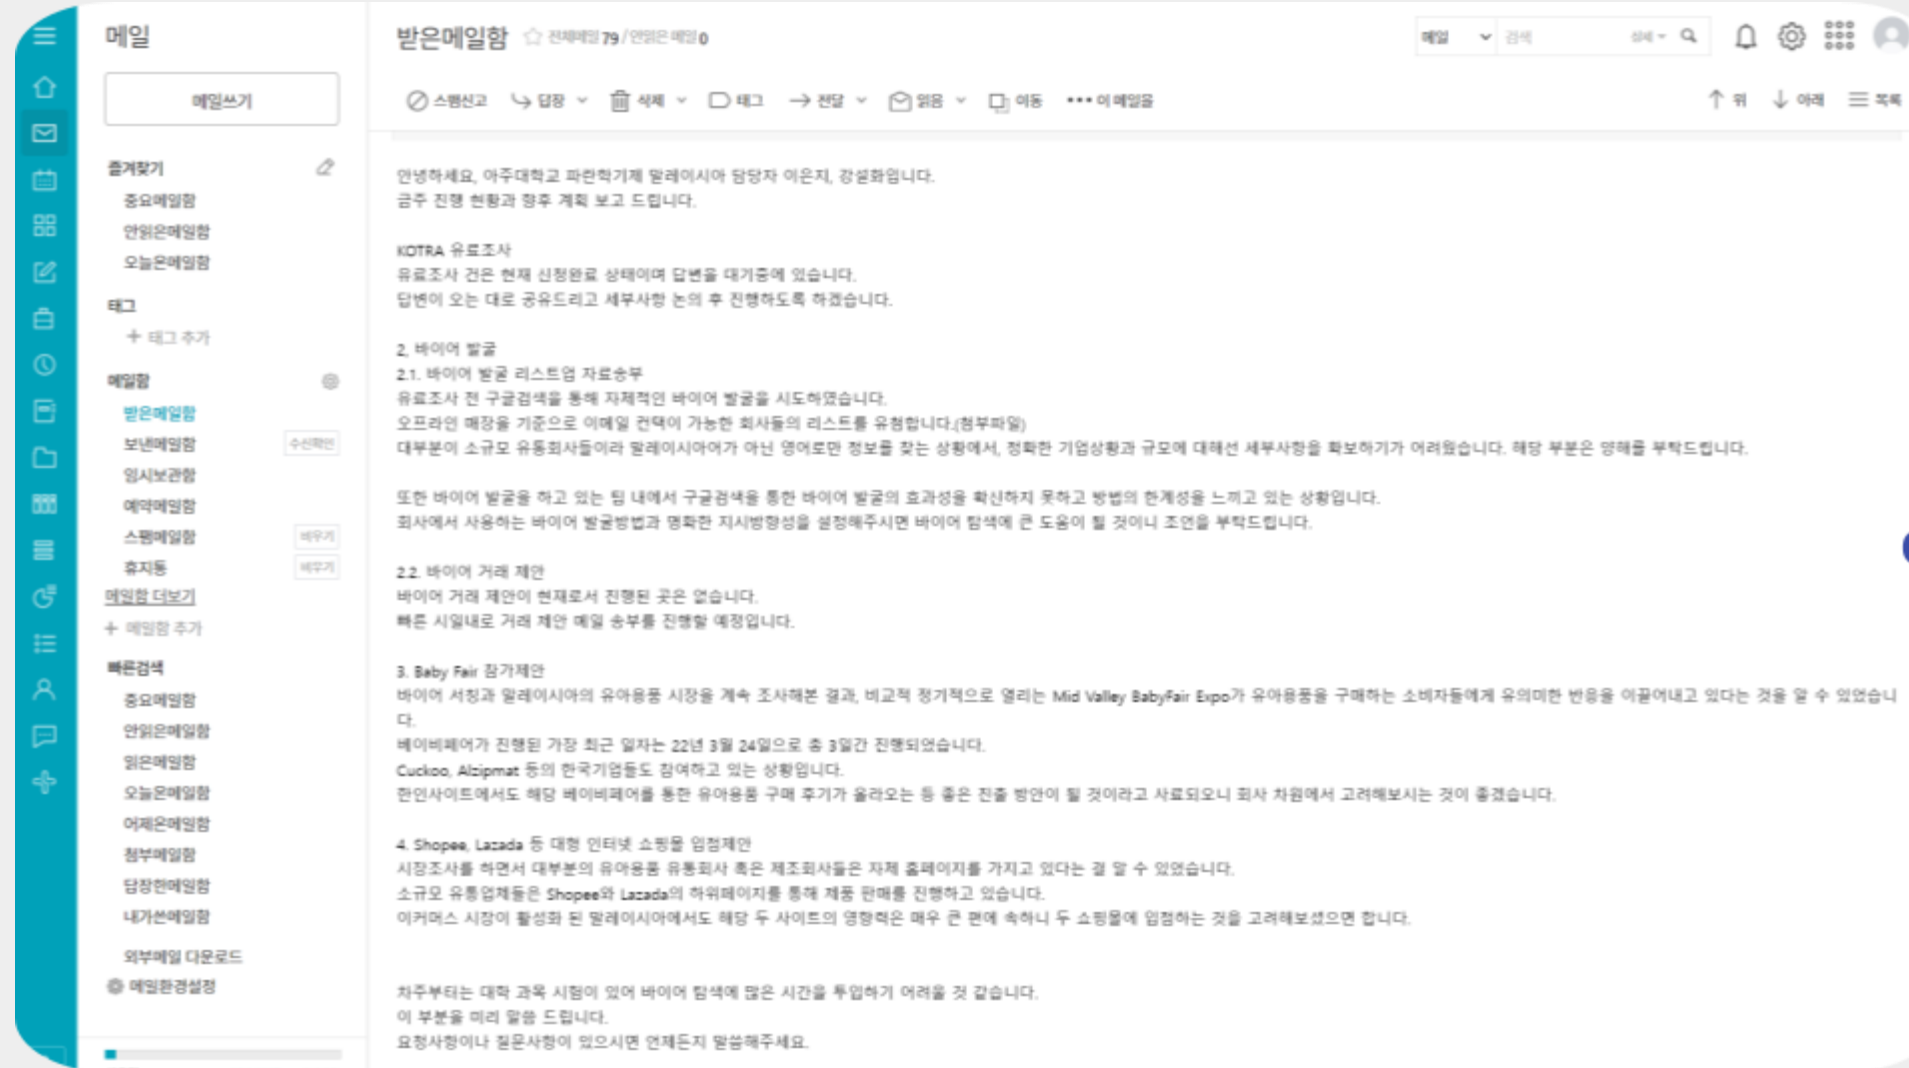 메일
메일쓰기
즐겨찾기
중요메일함
안읽은메일함
오늘온메일함
태그
+ 태그 추가
메일함
받은메일함
보낸메일함 수신확인
임시보관함
예약메일함
스팸메일함 비우기
휴지통 비우기
메일함 더보기
+ 메일함 추가
빠른검색
중요메일함
안읽은메일함
읽은메일함
오늘온메일함
어제온메일함
첨부메일함
답장한메일함
내가쓴메일함
외부메일 다운로드
메일환경설정
받은메일함 전체메일 79 / 안읽은 메일 0
메일 검색 상세
스팸신고 답장 삭제 태그 전달 읽음 이동 ••• 이 메일을
위 아래 목록
안녕하세요, 아주대학교 파란학기제 말레이시아 담당자 이은지, 강설화입니다.
금주 진행 현황과 향후 계획 보고 드립니다.
KOTRA 유료조사
유료조사 건은 현재 신청완료 상태이며 답변을 대기중에 있습니다.
답변이 오는 대로 공유드리고 세부사항 논의 후 진행하도록 하겠습니다.
2, 바이어 발굴
2.1. 바이어 발굴 리스트업 자료송부
유료조사 전 구글검색을 통해 자체적인 바이어 발굴을 시도하였습니다.
오프라인 매장을 기준으로 이메일 컨택이 가능한 회사들의 리스트를 유첨합니다.(첨부파일)
대부분이 소규모 유통회사들이라 말레이시아어가 아닌 영어로만 정보를 찾는 상황에서, 정확한 기업상황과 규모에 대해선 세부사항을 확보하기가 어려웠습니다. 해당 부분은 양해를 부탁드립니다.
또한 바이어 발굴을 하고 있는 팀 내에서 구글검색을 통한 바이어 발굴의 효과성을 확신하지 못하고 방법의 한계성을 느끼고 있는 상황입니다.
회사에서 사용하는 바이어 발굴방법과 명확한 지시방향성을 설정해주시면 바이어 탐색에 큰 도움이 될 것이니 조언을 부탁드립니다.
2.2. 바이어 거래 제안
바이어 거래 제안이 현재로서 진행된 곳은 없습니다.
빠른 시일내로 거래 제안 메일 송부를 진행할 예정입니다.
3. Baby Fair 참가제안
바이어 서칭과 말레이시아의 유아용품 시장을 계속 조사해본 결과, 비교적 정기적으로 열리는 Mid Valley BabyFair Expo가 유아용품을 구매하는 소비자들에게 유의미한 반응을 이끌어내고 있다는 것을 알 수 있었습니
다.
베이비페어가 진행된 가장 최근 일자는 22년 3월 24일으로 총 3일간 진행되었습니다.
Cuckoo, Alzipmat 등의 한국기업들도 참여하고 있는 상황입니다.
한인사이트에서도 해당 베이비페어를 통한 유아용품 구매 후기가 올라오는 등 좋은 진출 방안이 될 것이라고 사료되오니 회사 차원에서 고려해보시는 것이 좋겠습니다.
4. Shopee, Lazada 등 대형 인터넷 쇼핑몰 입점제안
시장조사를 하면서 대부분의 유아용품 유통회사 혹은 제조회사들은 자체 홈페이지를 가지고 있다는 걸 알 수 있었습니다.
소규모 유통업체들은 Shopee와 Lazada의 하위페이지를 통해 제품 판매를 진행하고 있습니다.
이커머스 시장이 활성화 된 말레이시아에서도 해당 두 사이트의 영향력은 매우 큰 편에 속하니 두 쇼핑몰에 입점하는 것을 고려해보셨으면 합니다.
차주부터는 대학 과목 시험이 있어 바이어 탐색에 많은 시간을 투입하기 어려울 것 같습니다.
이 부분을 미리 말씀 드립니다.
요청사항이나 질문사항이 있으시면 언제든지 말씀해주세요.